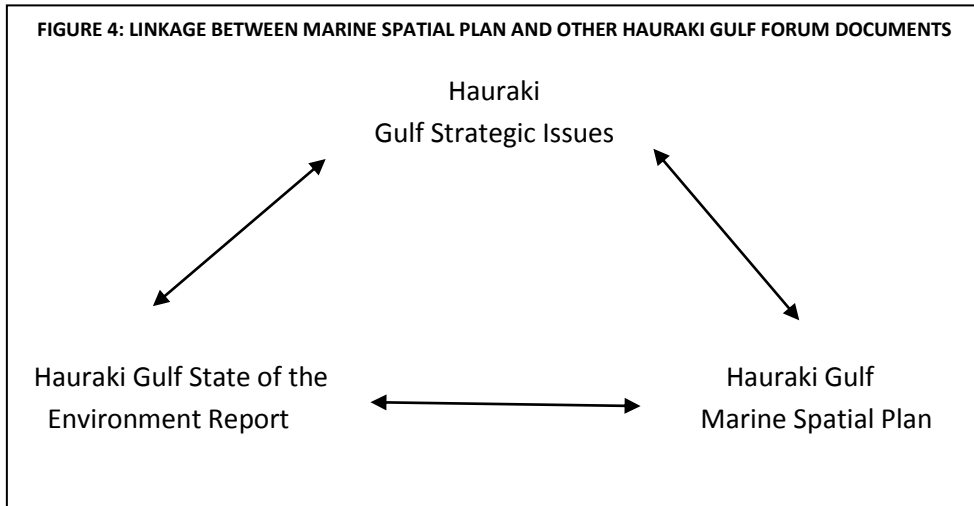 FIGURE 4: LINKAGE BETWEEN MARINE SPATIAL PLAN AND OTHER HAURAKI GULF FORUM DOCUMENTS
Hauraki
Gulf Strategic Issues
Hauraki Gulf State of the
Environment Report
Hauraki Gulf
Marine Spatial Plan